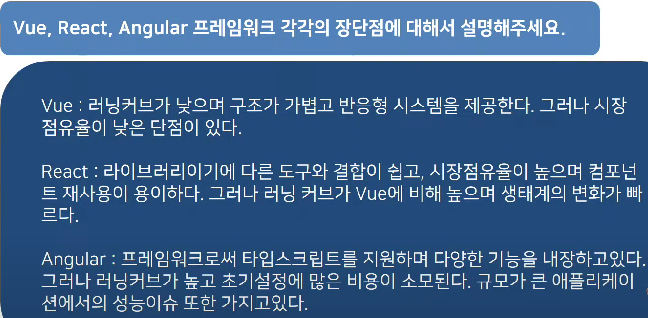 Vue, React, Angular 프레임워크 각각의 장단점에 대해서 설명해주세요.
Vue : 러닝커브가 낮으며 구조가 가볍고 반응형 시스템을 제공한다. 그러나 시장
점유율이 낮은 단점이 있다.
React : 라이브러리이기에 다른 도구와 결합이 쉽고, 시장점유율이 높으며 컴포넌
트 재사용이 용이하다. 그러나 러닝 커브가 Vue에 비해 높으며 생태계의 변화가 빠
르다.
Angular : 프레임워크로써 타입스크립트를 지원하며 다양한 기능을 내장하고있다.
그러나 러닝커브가 높고 초기설정에 많은 비용이 소모된다. 규모가 큰 애플리케이
션에서의 성능이슈 또한 가지고있다.